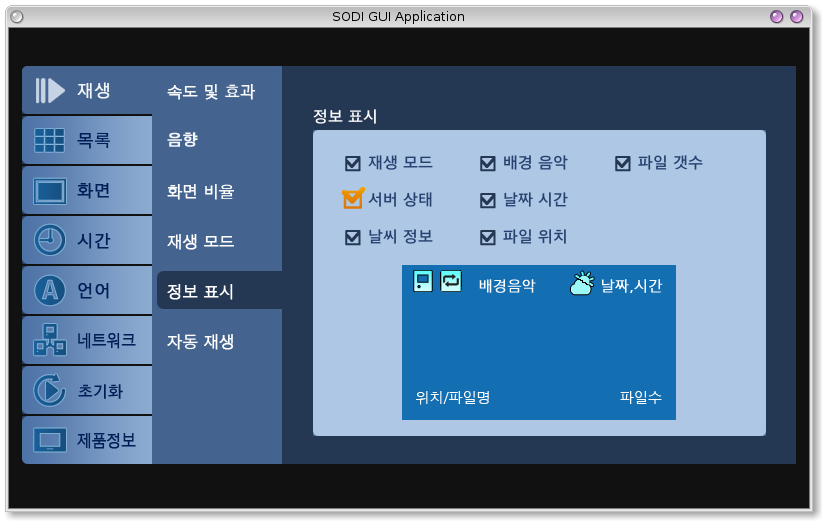 SODI GUI Application
재생
목록
화면
시간
언어
네트워크
초기화
제품정보
속도 및 효과
음향
화면 비율
재생 모드
정보 표시
자동 재생
정보 표시
재생 모드 배경 음악 파일 갯수
서버 상태 날짜 시간
날씨 정보 파일 위치
배경음악 날짜,시간
위치/파일명 파일수